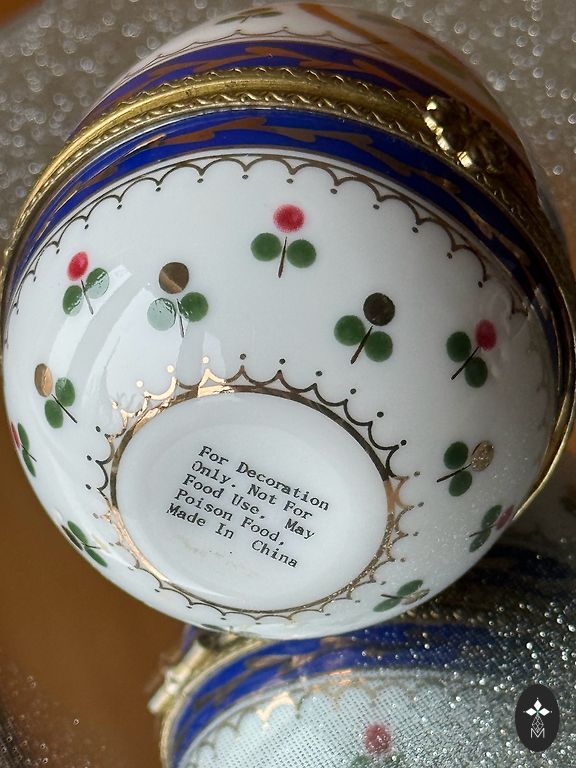 For Decoration
Only. Not For
Food Use, May
Poison Food,
Made In China
M